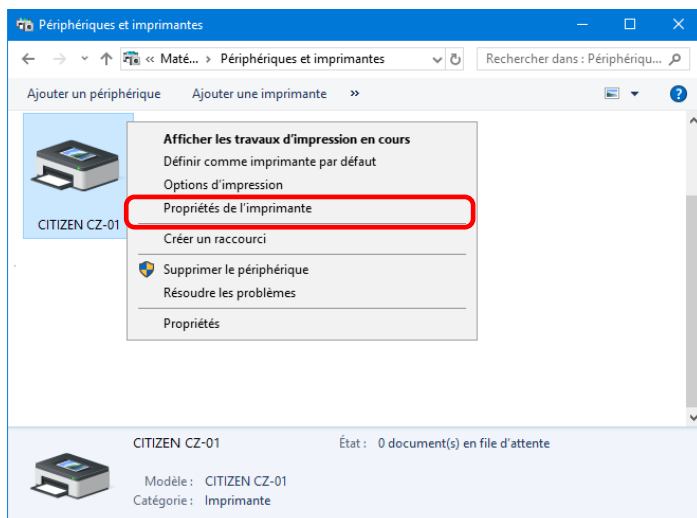 Périphériques et imprimantes
« Maté... > Périphériques et imprimantes
Rechercher dans : Périphériqu...
Ajouter un périphérique Ajouter une imprimante »
Afficher les travaux d'impression en cours
Définir comme imprimante par défaut
Options d'impression
Propriétés de l'imprimante
CITIZEN CZ-01
Créer un raccourci
Supprimer le périphérique
Résoudre les problèmes
Propriétés
CITIZEN CZ-01 État : 0 document(s) en file d'attente
Modèle : CITIZEN CZ-01
Catégorie : Imprimante